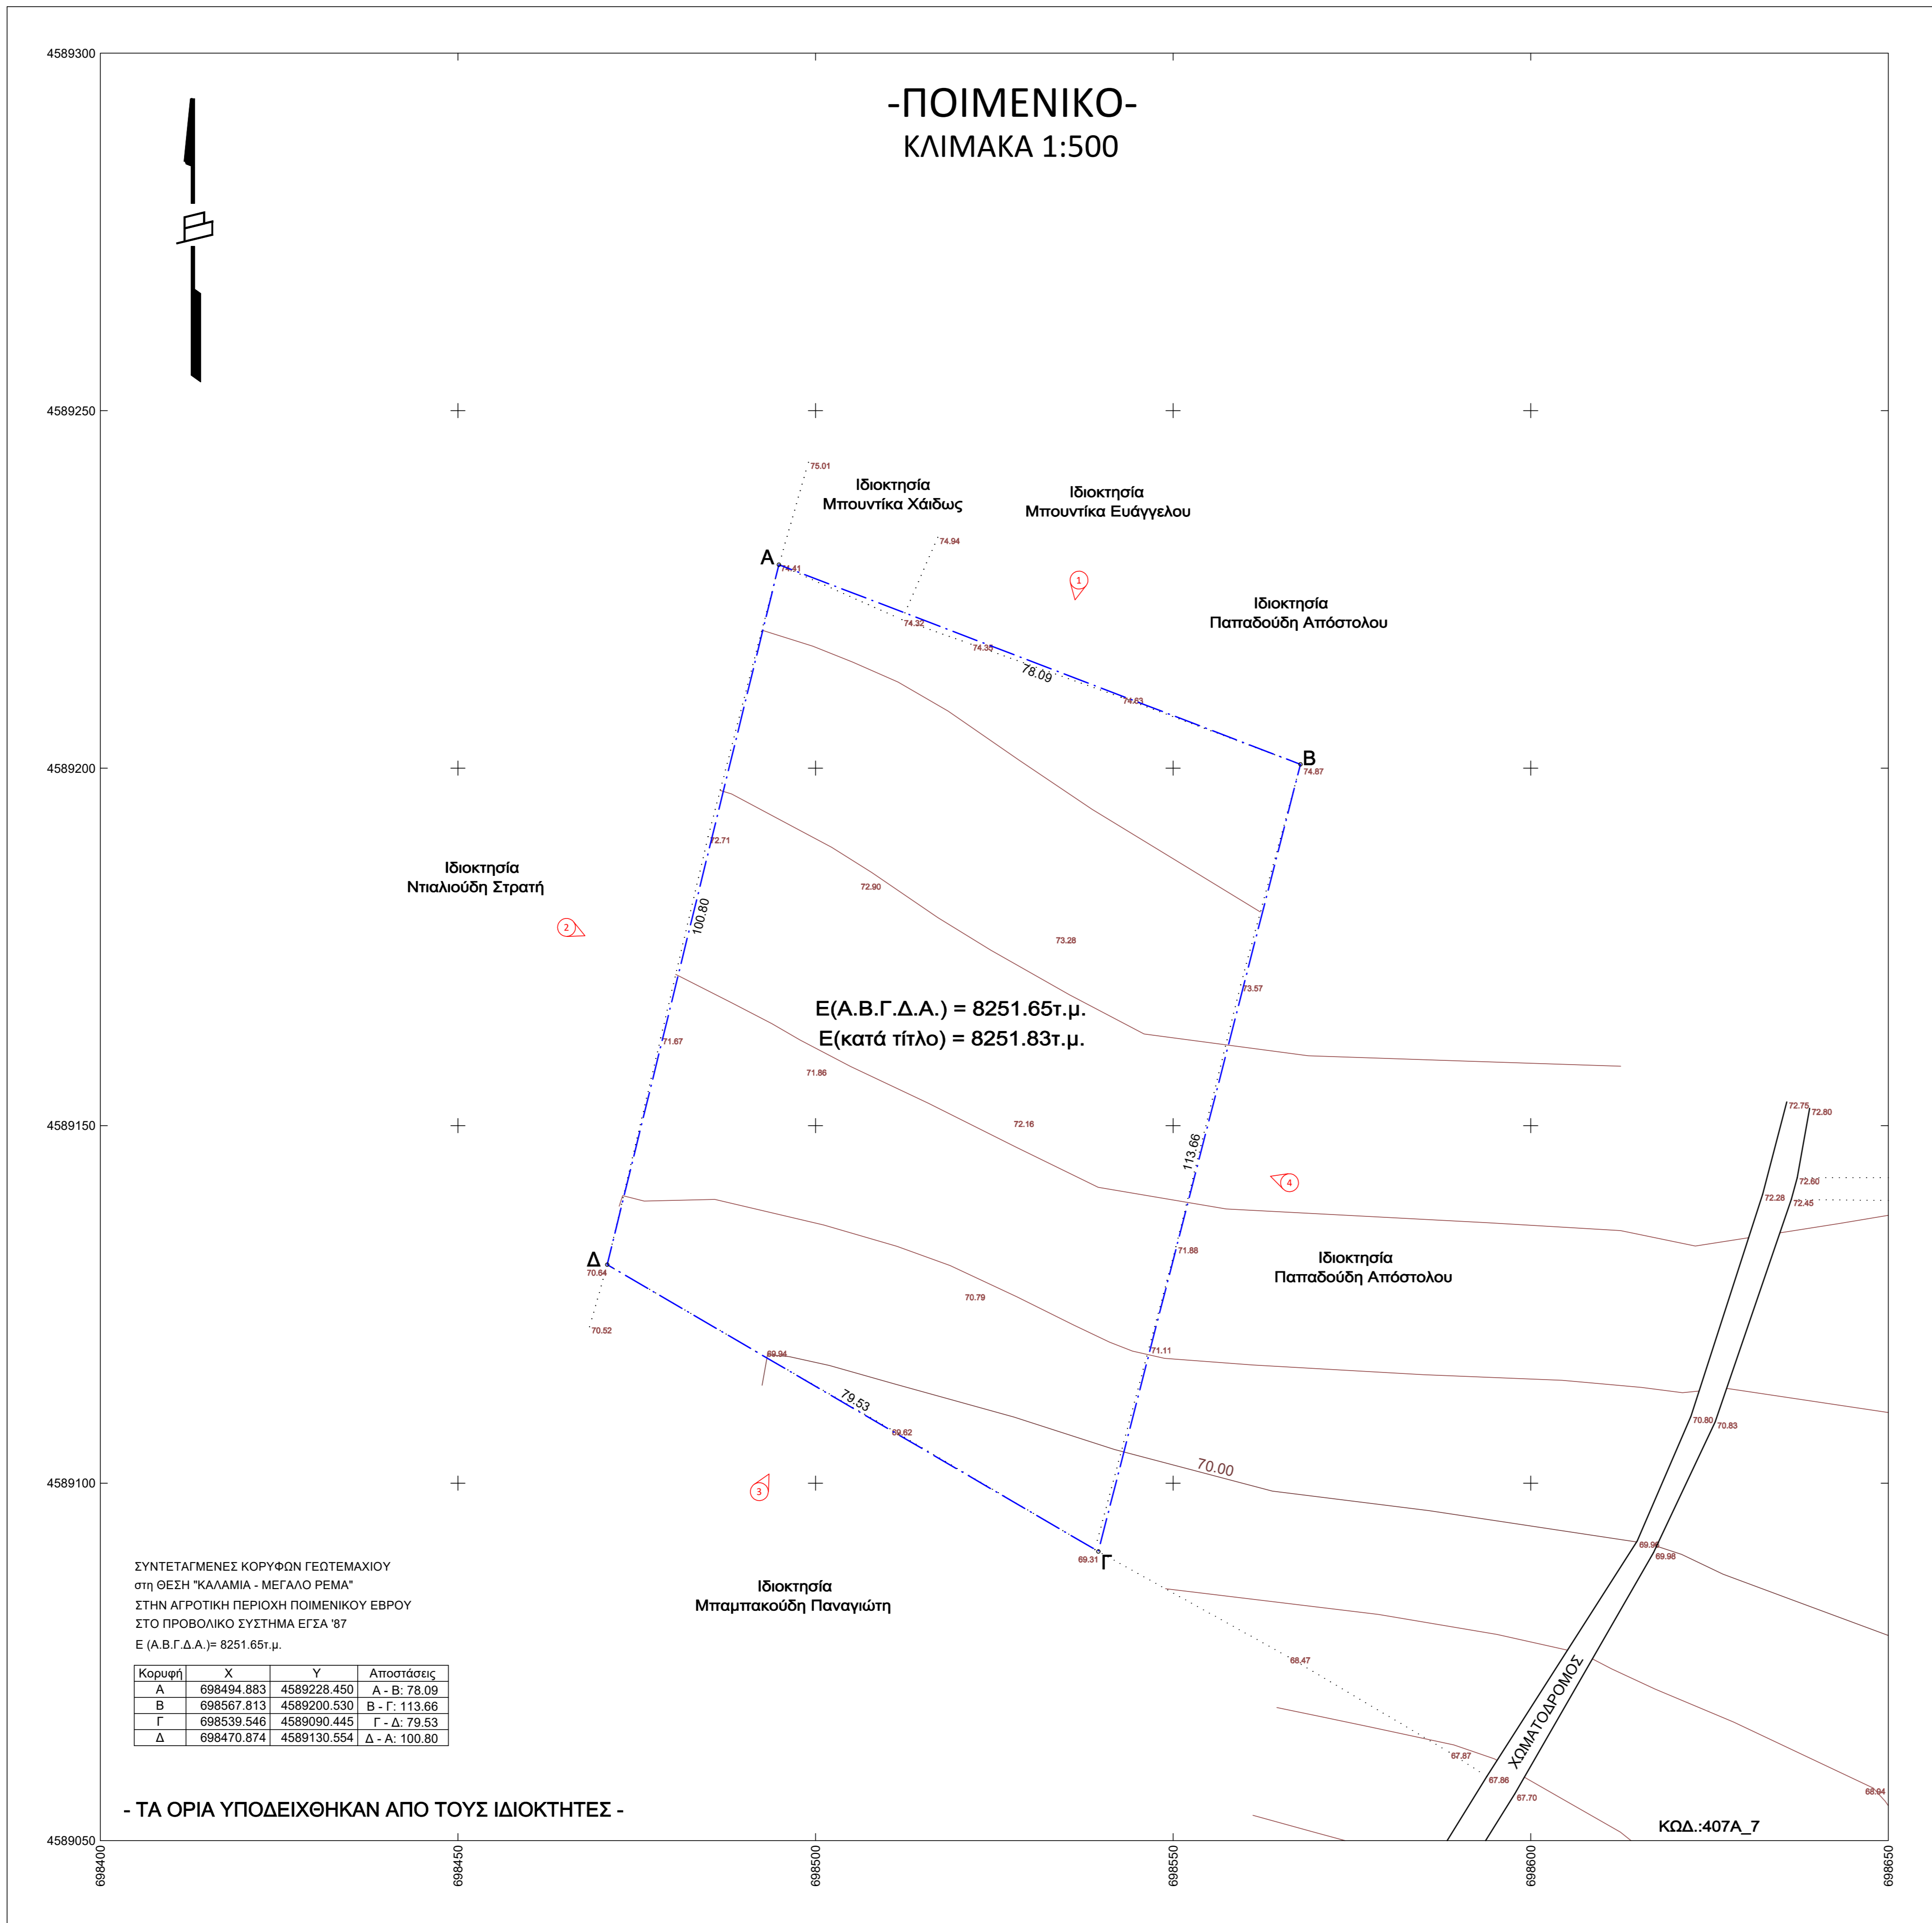 -ΠΟΙΜΕΝΙΚΟ-
ΚΛΙΜΑΚΑ 1:500
4589300
4589250
4589200
4589150
4589100
4589050
698400
698450
698500
698550
698600
698650
75.01
Ιδιοκτησία
Μπουντίκα Χάιδως
Ιδιοκτησία
Μπουντίκα Ευάγγελου
74.94
Α
74.41
1
Ιδιοκτησία
Παπαδούδη Απόστολου
74.32
74.35
78.09
74.63
Β
74.87
72.71
Ιδιοκτησία
Ντιαλιούδη Στρατή
72.90
100.80
2
73.28
73.57
Ε(Α.Β.Γ.Δ.Α.) = 8251.65τ.μ.
Ε(κατά τίτλο) = 8251.83τ.μ.
71.67
71.86
72.16
72.75
72.80
113.66
4
72.60
72.28
72.45
71.88
Δ
70.64
Ιδιοκτησία
Παπαδούδη Απόστολου
70.79
70.52
69.94
71.11
79.53
69.62
70.80
70.83
70.00
3
69.98
69.31
Γ
Ιδιοκτησία
Μπαμπακούδη Παναγιώτη
68.47
ΧΩΜΑΤΟΔΡΟΜΟΣ
67.87
67.86
67.70
68.94
ΣΥΝΤΕΤΑΓΜΕΝΕΣ ΚΟΡΥΦΩΝ ΓΕΩΤΕΜΑΧΙΟΥ
στη ΘΕΣΗ "ΚΑΛΑΜΙΑ - ΜΕΓΑΛΟ ΡΕΜΑ"
ΣΤΗΝ ΑΓΡΟΤΙΚΗ ΠΕΡΙΟΧΗ ΠΟΙΜΕΝΙΚΟΥ ΕΒΡΟΥ
ΣΤΟ ΠΡΟΒΟΛΙΚΟ ΣΥΣΤΗΜΑ ΕΓΣΑ '87
Ε (Α.Β.Γ.Δ.Α.)= 8251.65τ.μ.
Κορυφή Χ Υ Αποστάσεις
Α 698494.883 4589228.450 Α - Β: 78.09
Β 698567.813 4589200.530 Β - Γ: 113.66
Γ 698539.546 4589090.445 Γ - Δ: 79.53
Δ 698470.874 4589130.554 Δ - Α: 100.80
- ΤΑ ΟΡΙΑ ΥΠΟΔΕΙΧΘΗΚΑΝ ΑΠΟ ΤΟΥΣ ΙΔΙΟΚΤΗΤΕΣ -
ΚΩΔ.:407Α_7